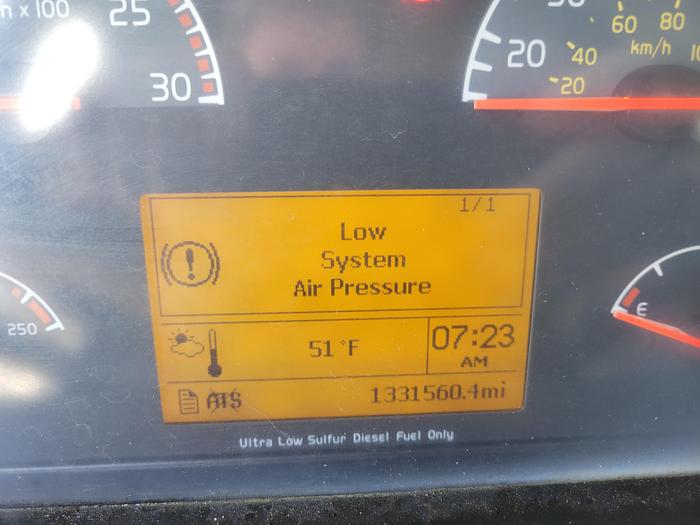 n x 100
25
30
60
80
20
40
km/h
20
250
E
1/1
Low
System
Air Pressure
51 °F
07:23
AM
ATS
1331560.4mi
Ultra Low Sulfur Diesel Fuel Only